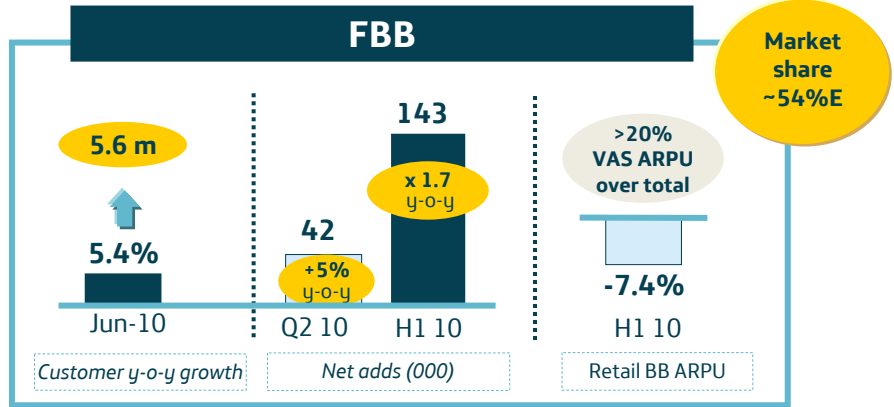 FBB
Market
share
~54%E
5.6 m
5.4%
Jun-10
Customer y-o-y growth
42
+5%
y-o-y
Q2 10
143
x 1.7
y-o-y
H1 10
Net adds (000)
>20%
VAS ARPU
over total
-7.4%
H1 10
Retail BB ARPU